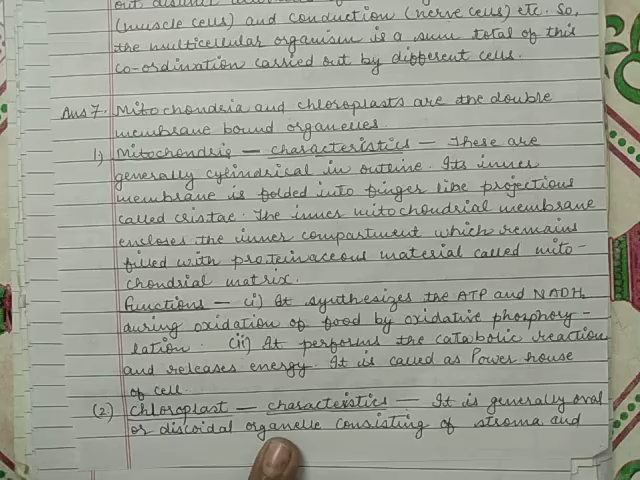 out distinct
(muscle cells) and conduction (nerve cells) etc. So,
the multicellular organism is a sum total of this
co-ordination carried out by different cells.
Ans 7. Mitochondria and chloroplasts are the double
membrane bound organelles.
1) Mitochondria - characteristics - These are
generally cylindrical in outline. Its inner
membrane is folded into finger like projections
called cristae. The inner mitochondrial membrane
encloses the inner compartment which remains
filled with proteinaceous material called mito-
chondrial matrix.
Functions - (i) It synthesizes the ATP and NADH2
during oxidation of food by oxidative phosphory-
lation. (ii) It performs the catabolic reaction
and releases energy. It is called as Power house
of cell.
(2) Chloroplast - characteristics - It is generally oval
or discoidal organelle consisting of stroma and